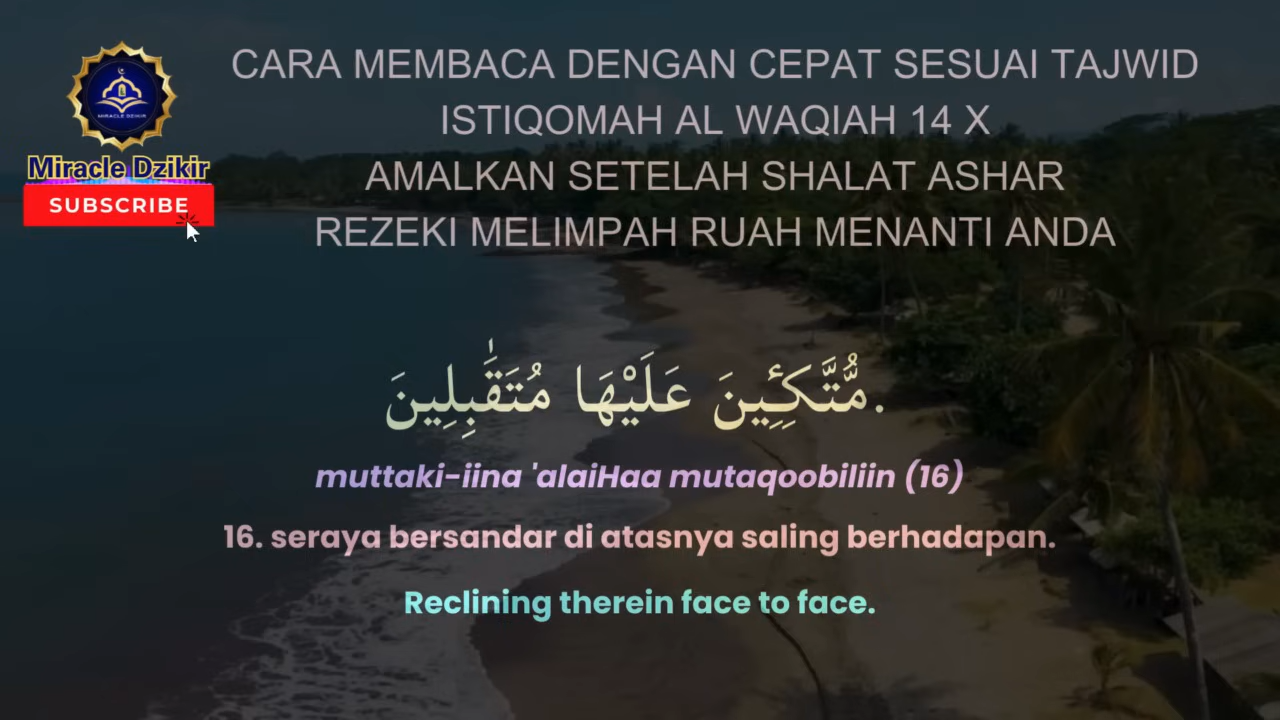 CARA MEMBACA DENGAN CEPAT SESUAI TAJWID
ISTIQOMAH AL WAQIAH 14 X
AMALKAN SETELAH SHALAT ASHAR
REZEKI MELIMPAH RUAH MENANTI ANDA
MIRACLE DZIKIR
Miracle Dzikir
SUBSCRIBE
مُّتَّكِـِٔينَ عَلَيْهَا مُتَقَٰبِلِينَ.
muttaki-iina 'alaiHaa mutaqoobiliin (16)
16. seraya bersandar di atasnya saling berhadapan.
Reclining therein face to face.